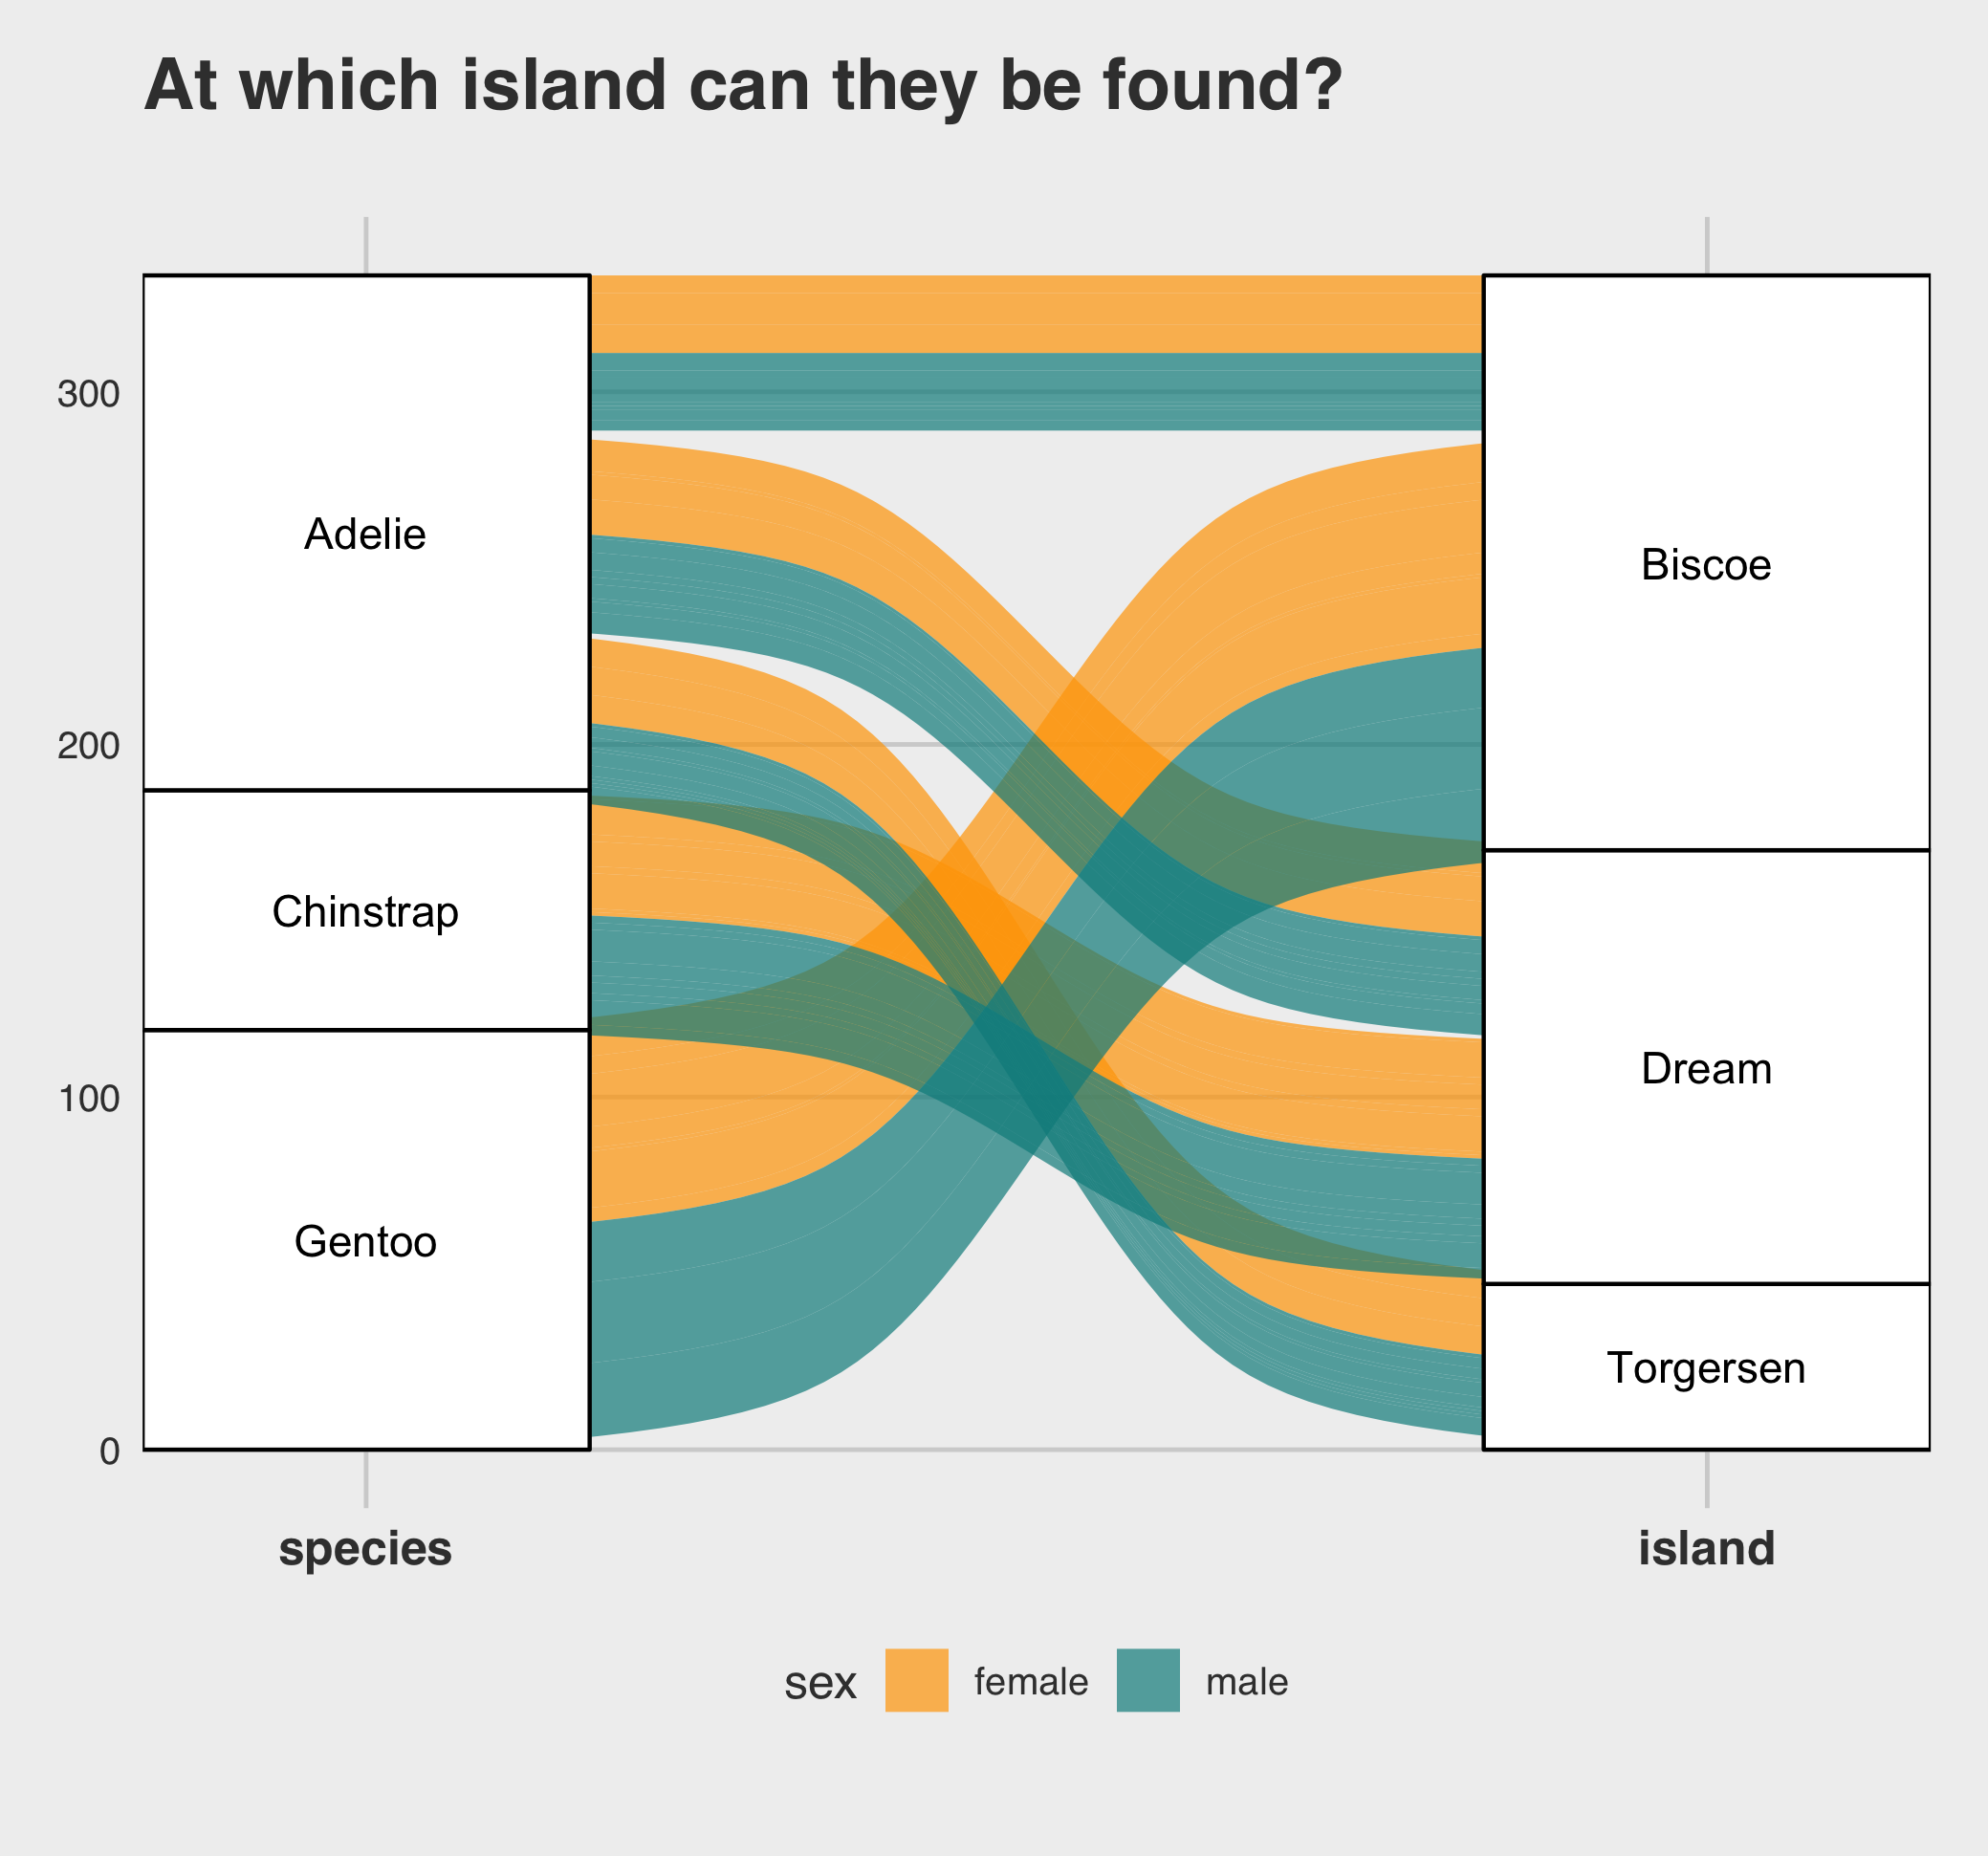 At which island can they be found?
300
200
100
0
Adelie
Chinstrap
Gentoo
Biscoe
Dream
Torgersen
species
island
sex female male